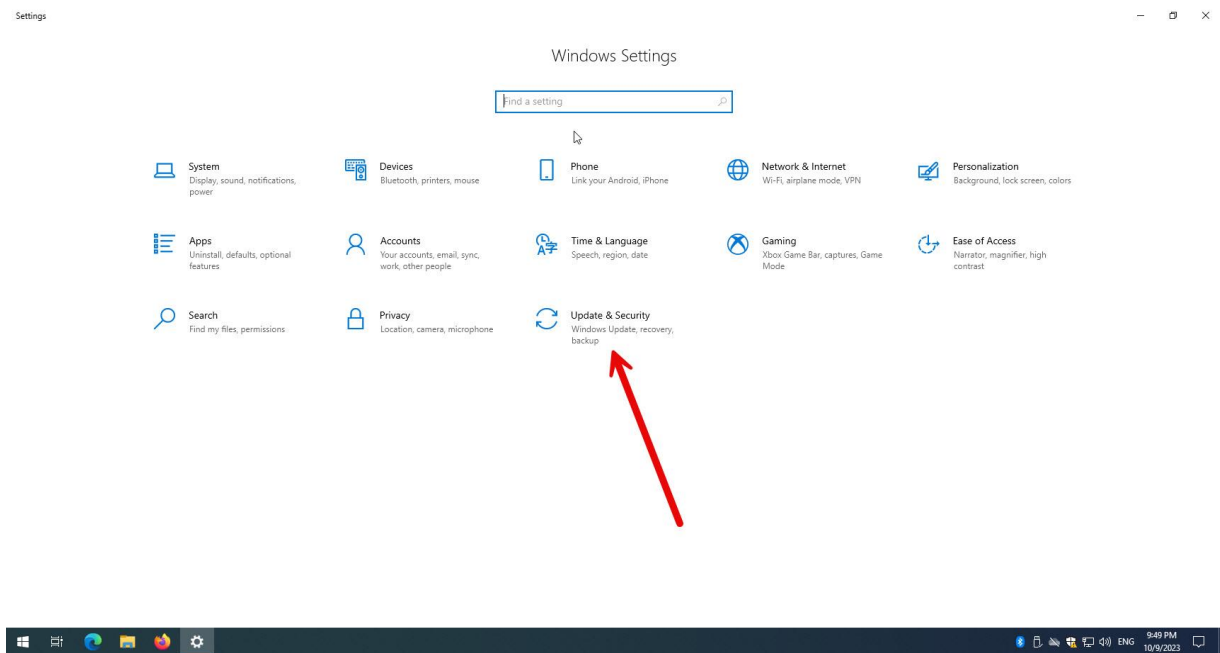 Settings
Windows Settings
Find a setting
System
Display, sound, notifications,
power
Devices
Bluetooth, printers, mouse
Phone
Link your Android, iPhone
Network & Internet
Wi-Fi, airplane mode, VPN
Personalization
Background, lock screen, colors
Apps
Uninstall, defaults, optional
features
Accounts
Your accounts, email, sync,
work, other people
Time & Language
Speech, region, date
Gaming
Xbox Game Bar, captures, Game
Mode
Ease of Access
Narrator, magnifier, high
contrast
Search
Find my files, permissions
Privacy
Location, camera, microphone
Update & Security
Windows Update, recovery,
backup
ENG
9:49 PM
10/9/2023